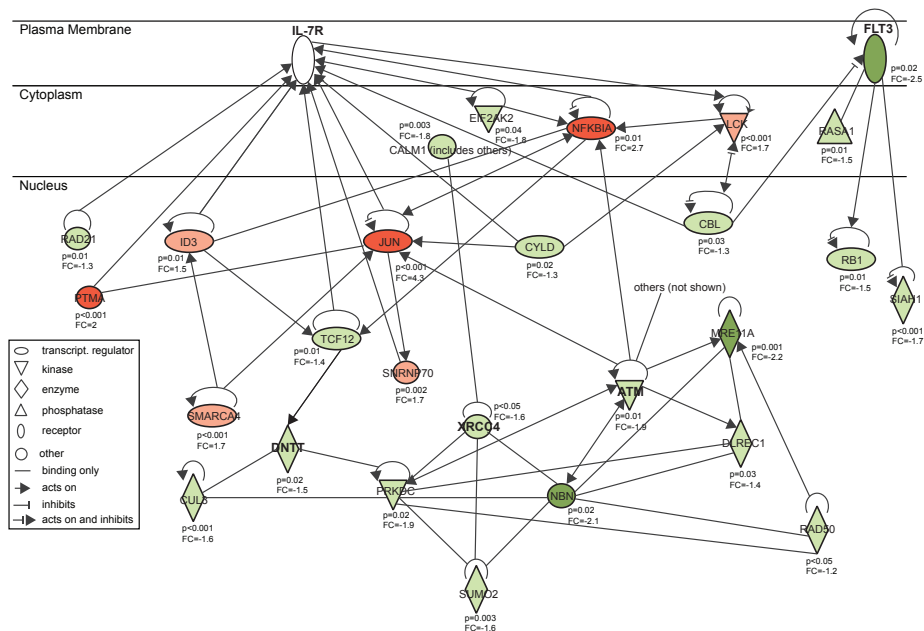 Plasma Membrane
IL-7R
FLT3
p=0.02
FC=-2.5
Cytoplasm
EIF2AK2
p=0.04
FC=-1.8
p=0.003
FC=-1.8
CALM1 (includes others)
NFKBIA
p=0.01
FC=2.7
LCK
p<0.001
FC=1.7
RASA1
p=0.01
FC=-1.5
Nucleus
RAD21
p=0.01
FC=-1.3
ID3
p=0.01
FC=1.5
JUN
p<0.001
FC=4.3
CYLD
p=0.02
FC=-1.3
CBL
p=0.03
FC=-1.3
RB1
p=0.01
FC=-1.5
SIAH1
p<0.001
FC=-1.7
PTMA
p<0.001
FC=2
others (not shown)
TCF12
p=0.01
FC=-1.4
SNRNP70
p=0.002
FC=1.7
MRE11A
p=0.001
FC=-2.2
ATM
p=0.01
FC=-1.9
SMARCA4
p<0.001
FC=1.7
XRCC4
p<0.05
FC=-1.6
DNTT
p=0.02
FC=-1.5
DLREC1
p=0.03
FC=-1.4
CUL3
p<0.001
FC=-1.6
PRKDC
p=0.02
FC=-1.9
NBN
p=0.02
FC=-2.1
RAD50
p<0.05
FC=-1.2
SUMO2
p=0.003
FC=-1.6
transcript. regulator
kinase
enzyme
phosphatase
receptor
other
binding only
acts on
inhibits
acts on and inhibits